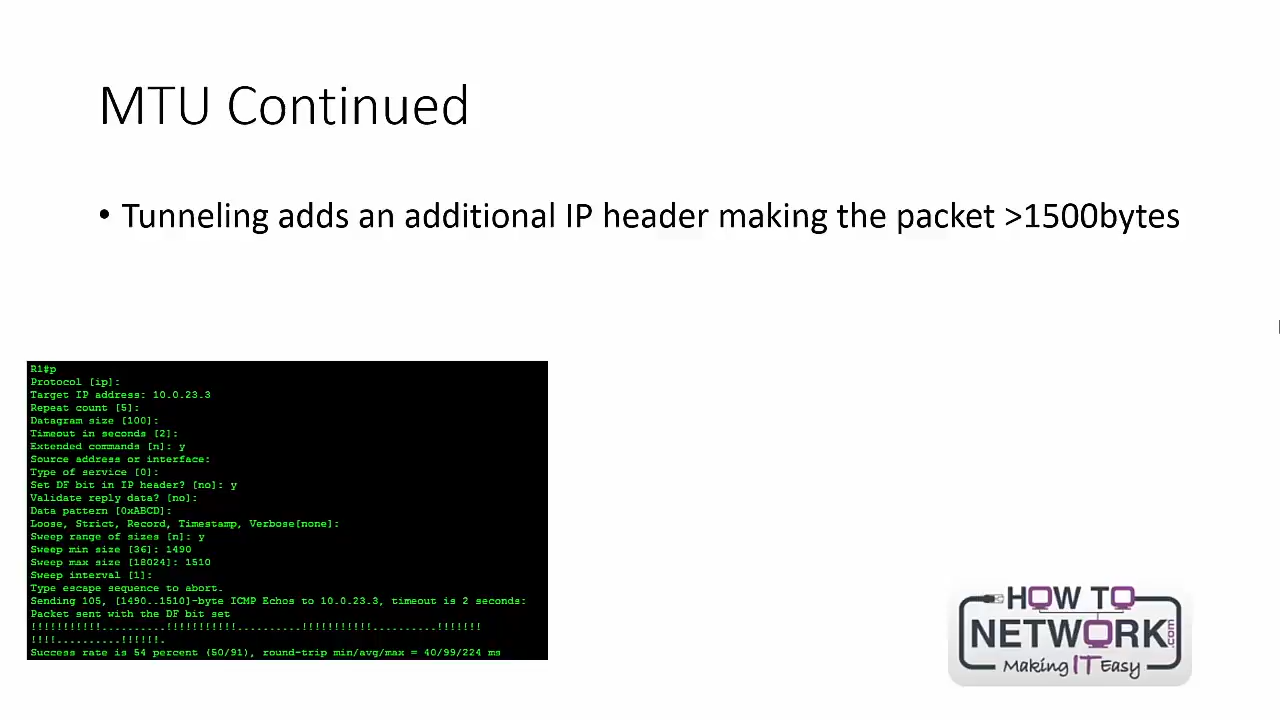 MTU Continued
• Tunneling adds an additional IP header making the packet >1500bytes
R1#p
Protocol [ip]:
Target IP address: 10.0.23.3
Repeat count [5]:
Datagram size [100]:
Timeout in seconds [2]:
Extended commands [n]: y
Source address or interface:
Type of service [0]:
Set DF bit in IP header? [no]: y
Validate reply data? [no]:
Data pattern [0xABCD]:
Loose, Strict, Record, Timestamp, Verbose[none]:
Sweep range of sizes [n]: y
Sweep min size [36]: 1490
Sweep max size [18024]: 1510
Sweep interval [1]:
Type escape sequence to abort.
Sending 105, [1490..1510]-byte ICMP Echos to 10.0.23.3, timeout is 2 seconds:
Packet sent with the DF bit set
!!!!!!!!!!!..........!!!!!!!!!!!..........!!!!!!!!!!!..........!!!!!!!
!!!!..........!!!!!!.
Success rate is 54 percent (50/91), round-trip min/avg/max = 40/99/224 ms
HOW TO
NETWORK.com
Making IT Easy